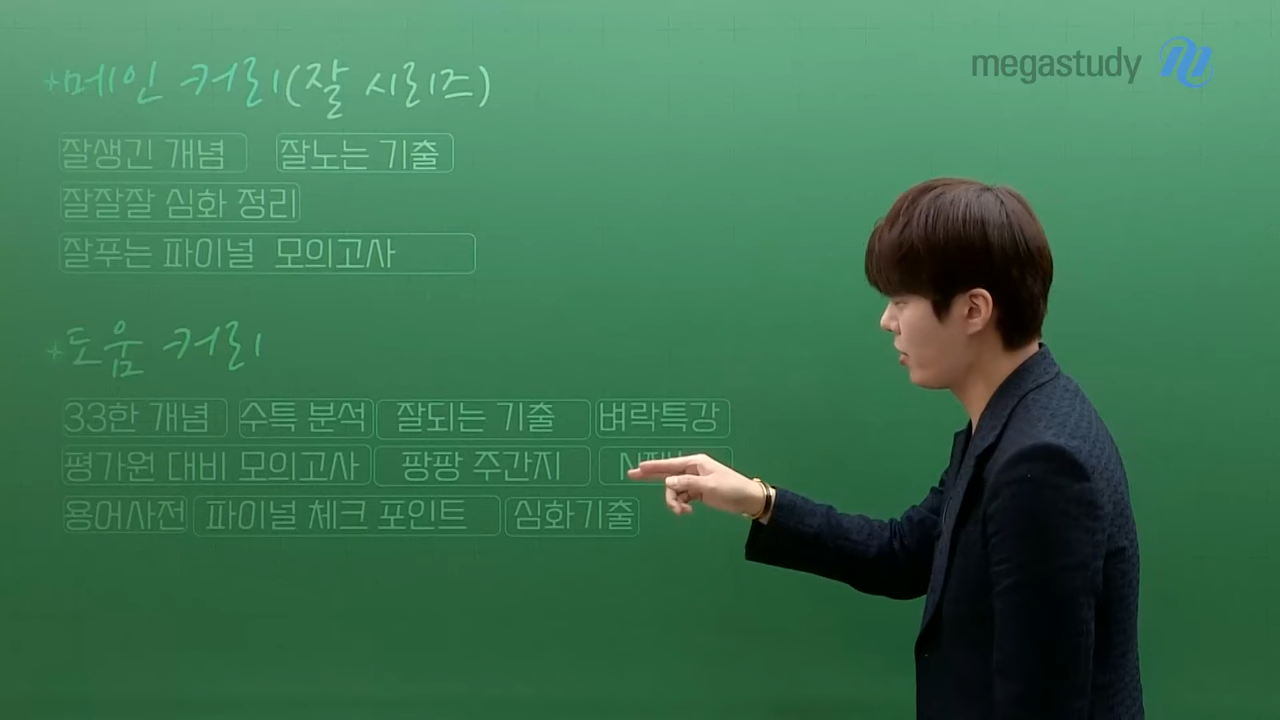 megastudy
메인 커리(잘 시리즈)
잘생긴 개념 잘노는 기출
잘잘잘 심화 정리
잘푸는 파이널 모의고사
도움 커리
33한 개념 수특 분석 잘되는 기출 벼락특강
평가원 대비 모의고사 팡팡 주간지
용어사전 파이널 체크 포인트 심화기출